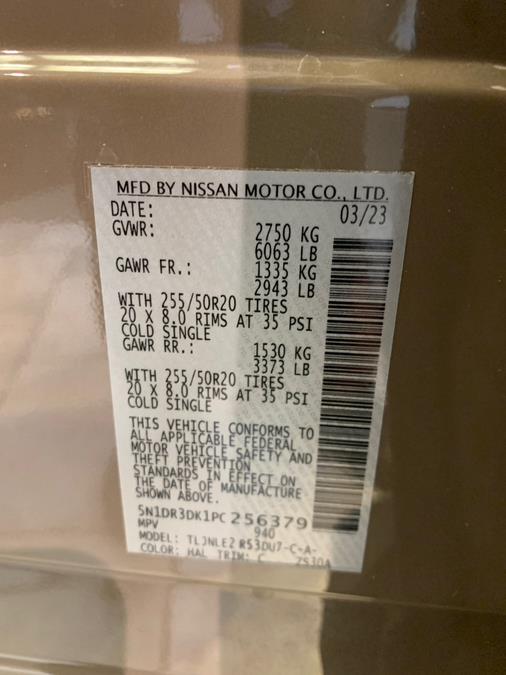 MFD BY NISSAN MOTOR CO., LTD.
DATE: 03/23
GVWR: 2750 KG
6063 LB
GAWR FR.: 1335 KG
2943 LB
WITH 255/50R20 TIRES
20 X 8.0 RIMS AT 35 PSI
COLD SINGLE
GAWR RR.: 1530 KG
3373 LB
WITH 255/50R20 TIRES
20 X 8.0 RIMS AT 35 PSI
COLD SINGLE
THIS VEHICLE CONFORMS TO
ALL APPLICABLE FEDERAL
MOTOR VEHICLE SAFETY AND
THEFT PREVENTION
STANDARDS IN EFFECT ON
THE DATE OF MANUFACTURE
SHOWN ABOVE.
5N1DR3DK1PC256379
MPV 940
MODEL: TLJNLE2 R53DU7-C-A-
COLOR: HAL TRIM: C 2S30A